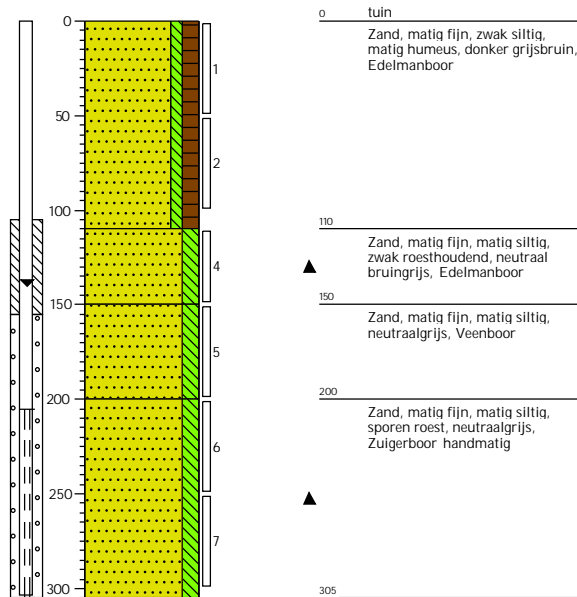 0
50
100
150
200
250
300
1
2
4
5
6
7
0
tuin
Zand, matig fijn, zwak siltig,
matig humeus, donker grijsbruin,
Edelmanboor
110
Zand, matig fijn, matig siltig,
zwak roesthoudend, neutraal
bruingrijs, Edelmanboor
150
Zand, matig fijn, matig siltig,
neutraalgrijs, Veenboor
200
Zand, matig fijn, matig siltig,
sporen roest, neutraalgrijs,
Zuigerboor handmatig
305